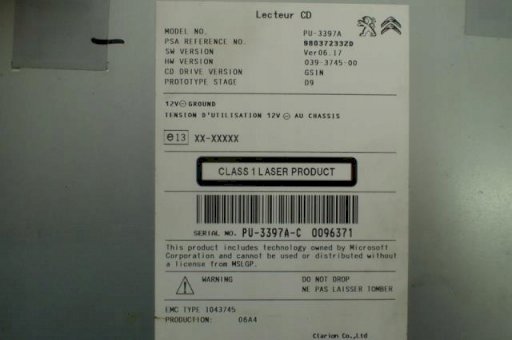 Lecteur CD
MODEL NO. PU-3397A
PSA REFERENCE NO. 98037233ZD
SW VERSION Ver06.17
HW VERSION 039-3745-00
CD DRIVE VERSION GSIN
PROTOTYPE STAGE D9
12V⊖GROUND
TENSION D'UTILISATION 12V ⊖ AU CHASSIS
e13 XX-XXXXX
CLASS 1 LASER PRODUCT
SERIAL NO. PU-3397A-C 0096371
This product includes technology owned by Microsoft
Corporation and cannot be used or distributed without
a license from MSLGP.
WARNING DO NOT DROP
NE PAS LAISSER TOMBER
EMC TYPE 1043745
PRODUCTION: 06A4
Clarion Co.,Ltd